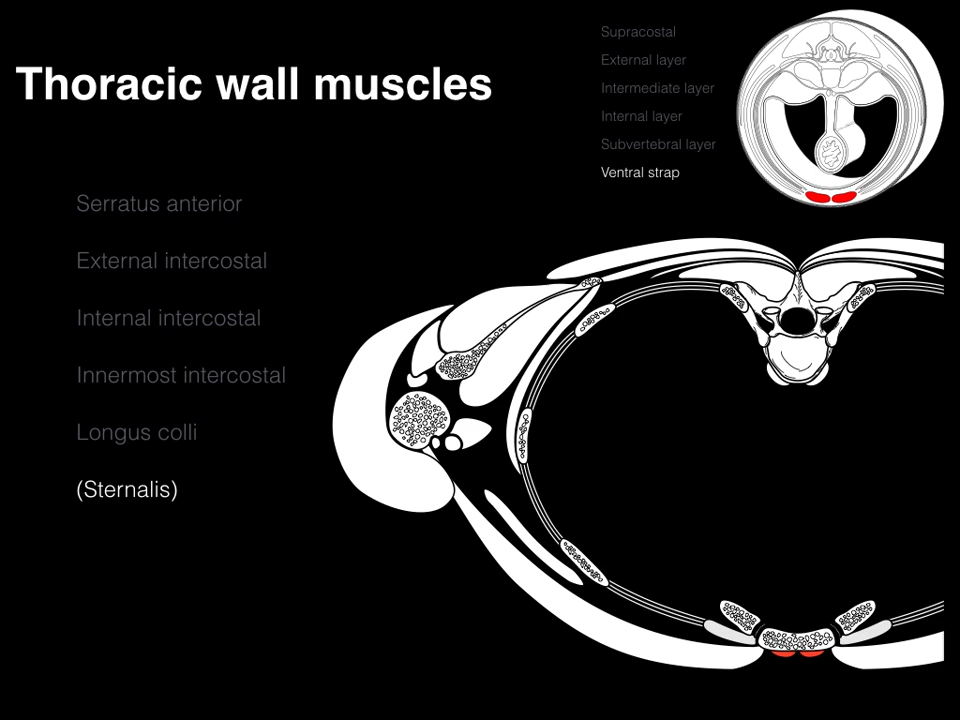 Thoracic wall muscles
Supracostal
External layer
Intermediate layer
Internal layer
Subvertebral layer
Ventral strap
Serratus anterior
External intercostal
Internal intercostal
Innermost intercostal
Longus colli
(Sternalis)